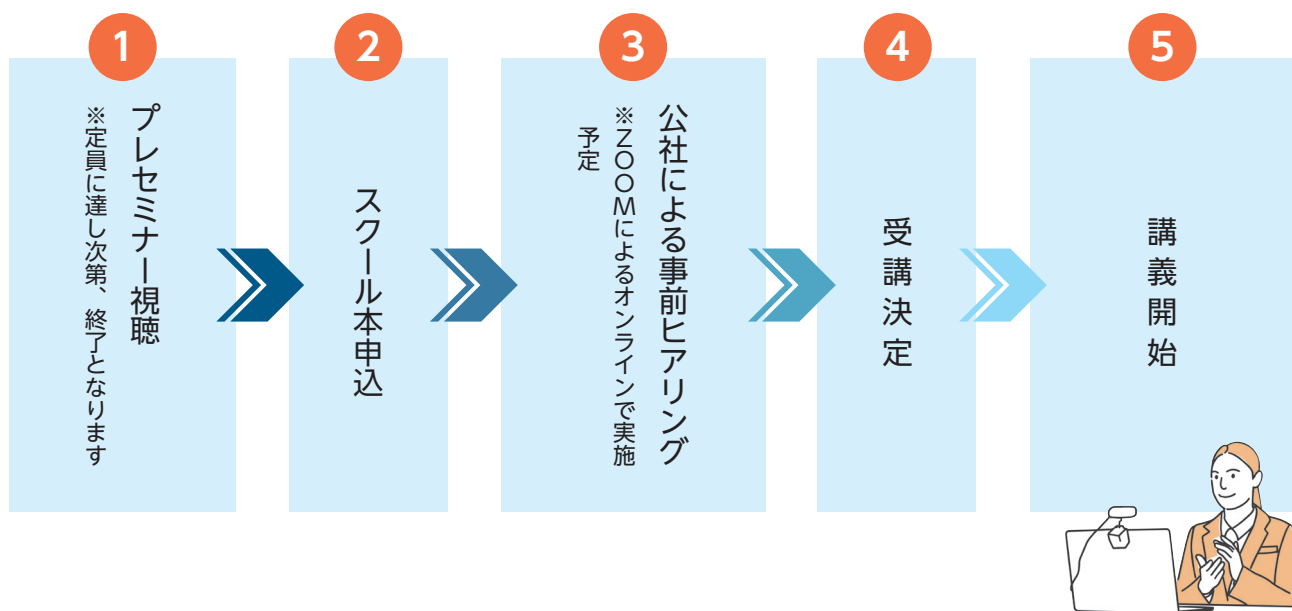 1
プレセミナー視聴
※定員に達し次第、終了となります
2
スクール本申込
3
公社による事前ヒアリング
※ZOOMによるオンラインで実施
予定
4
受講決定
5
講義開始